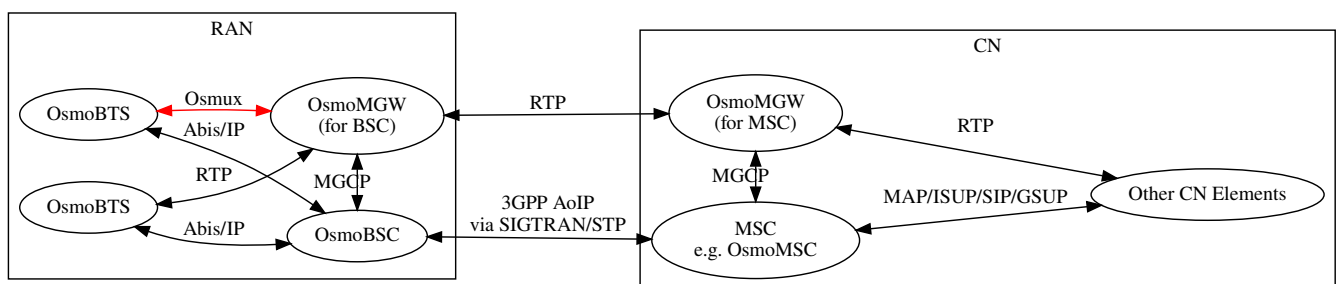 RAN
CN
OsmoBTS
Osmux
OsmoMGW
(for BSC)
RTP
OsmoMGW
(for MSC)
RTP
Abis/IP
RTP
MGCP
MGCP
OsmoBTS
Abis/IP
OsmoBSC
3GPP AoIP
via SIGTRAN/STP
MSC
e.g. OsmoMSC
MAP/ISUP/SIP/GSUP
Other CN Elements